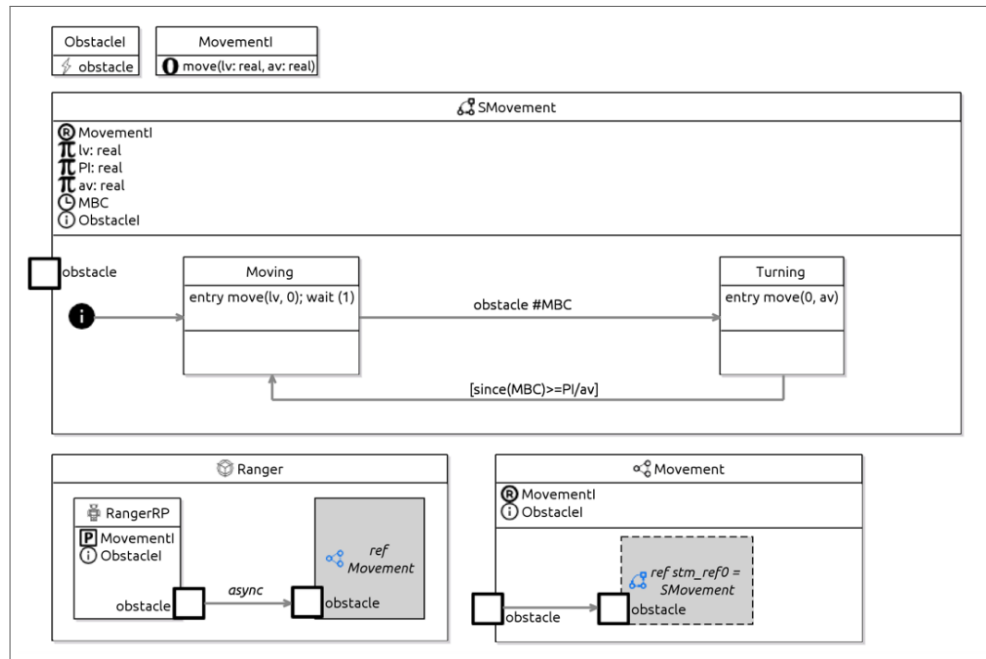 ObstacleI
obstacle
MovementI
O move(lv: real, av: real)
SMovement
R MovementI
π lv: real
π PI: real
π av: real
MBC
i ObstacleI
obstacle
i
Moving
entry move(lv, 0); wait (1)
obstacle #MBC
Turning
entry move(0, av)
[since(MBC)>=PI/av]
Ranger
RangerRP
P MovementI
i ObstacleI
obstacle
async
ref
Movement
obstacle
Movement
R MovementI
i ObstacleI
ref stm_ref0 =
SMovement
obstacle
obstacle